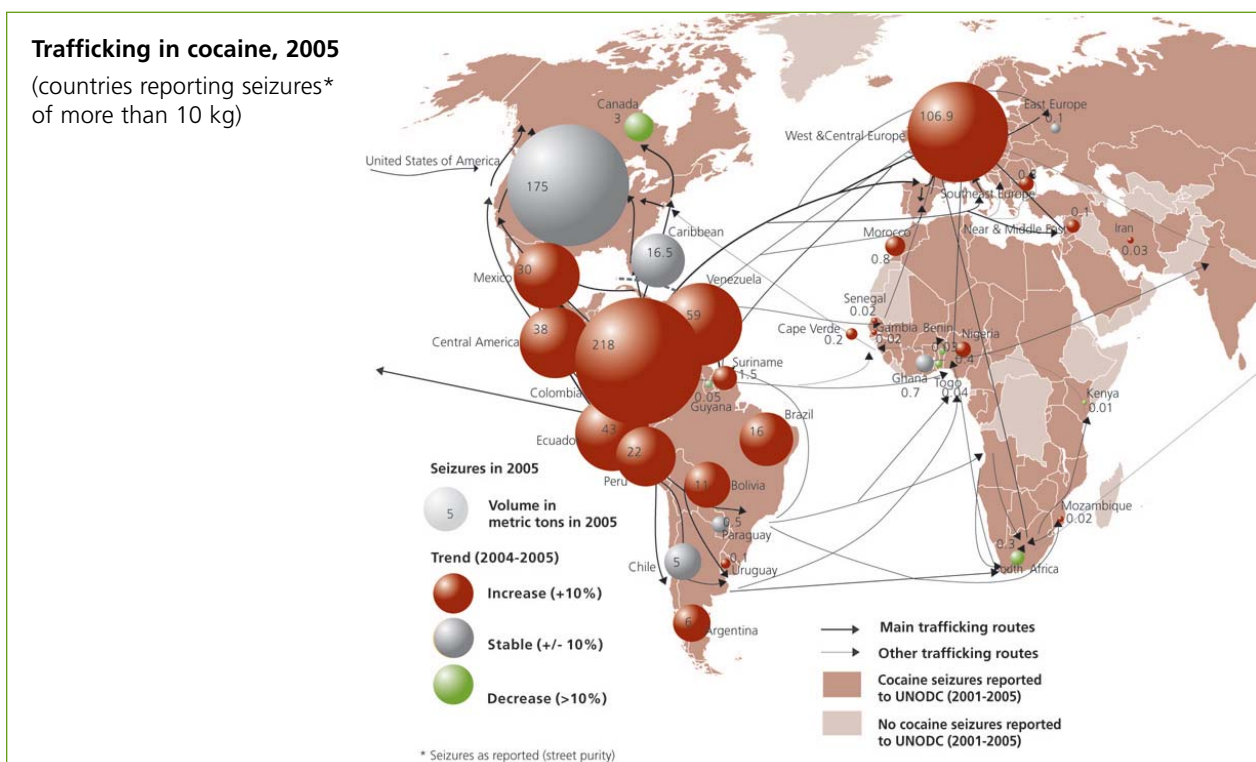 Trafficking in cocaine, 2005
(countries reporting seizures*
of more than 10 kg)
Canada
3
United States of America
175
Caribbean
16.5
Mexico
30
Venezuela
59
Central America
38
Colombia
218
Suriname
1.5
Guyana
0.05
Ecuador
43
Peru
22
Brazil
16
Bolivia
11
Paraguay
0.5
Uruguay
0.1
Chile
5
Argentina
6
West &Central Europe
106.9
East Europe
0.1
Southeast Europe
Near & Middle East
0.1
Iran
0.03
Morocco
0.8
Senegal
0.02
Gambia
0.02
Cape Verde
0.2
Benin
Nigeria
0.4
Ghana
0.7
Togo
0.04
Kenya
0.01
Mozambique
0.02
South Africa
0.3
Seizures in 2005
5
Volume in
metric tons in 2005
Trend (2004-2005)
Increase (+10%)
Stable (+/- 10%)
Decrease (>10%)
Main trafficking routes
Other trafficking routes
Cocaine seizures reported
to UNODC (2001-2005)
No cocaine seizures reported
to UNODC (2001-2005)
* Seizures as reported (street purity)